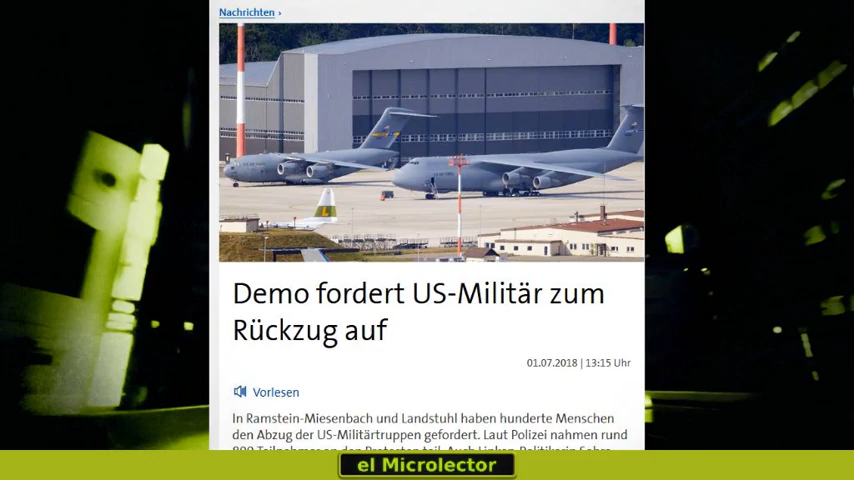 Nachrichten ›
Demo fordert US-Militär zum
Rückzug auf
01.07.2018 | 13:15 Uhr
Vorlesen
In Ramstein-Miesenbach und Landstuhl haben hunderte Menschen
den Abzug der US-Militärtruppen gefordert. Laut Polizei nahmen rund
el Microlector